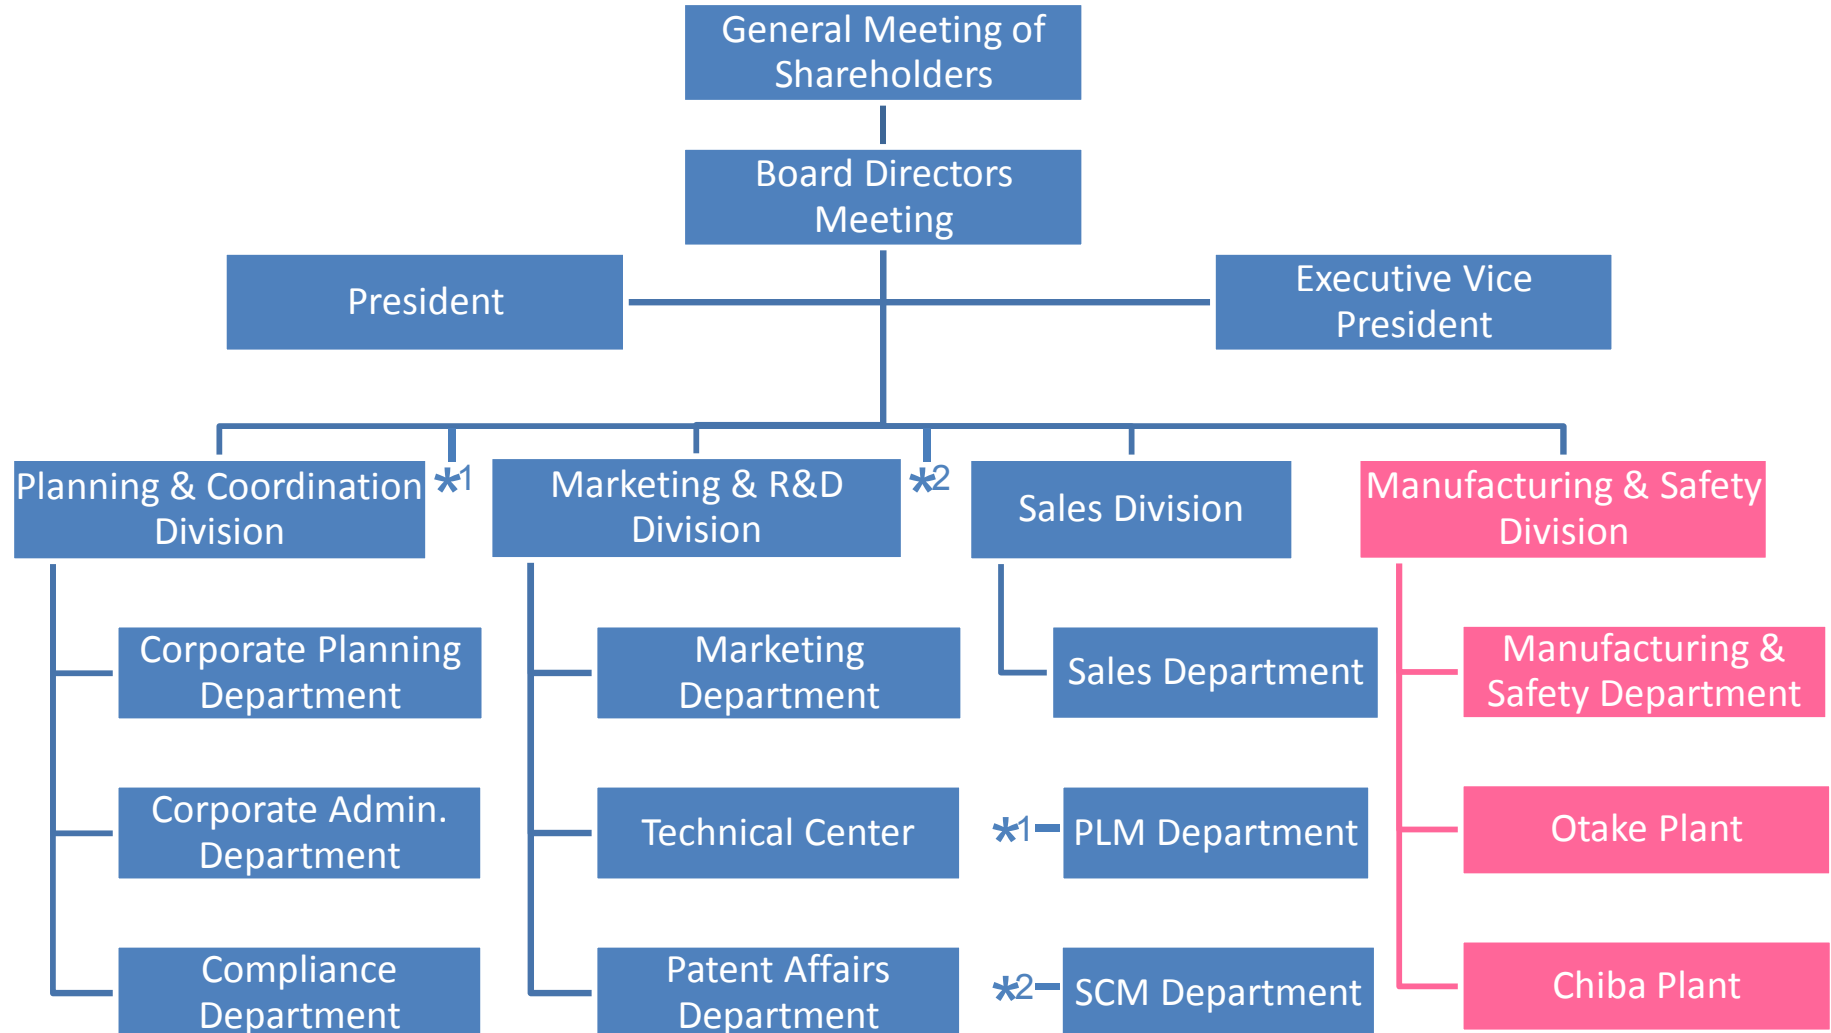 General Meeting of
Shareholders
Board Directors
Meeting
President
Executive Vice
President
Planning & Coordination
Division
*1
Marketing & R&D
Division
*2
Sales Division
Manufacturing & Safety
Division
Corporate Planning
Department
Marketing
Department
Sales Department
Manufacturing &
Safety Department
Corporate Admin.
Department
Technical Center
*1
PLM Department
Otake Plant
Compliance
Department
Patent Affairs
Department
*2
SCM Department
Chiba Plant